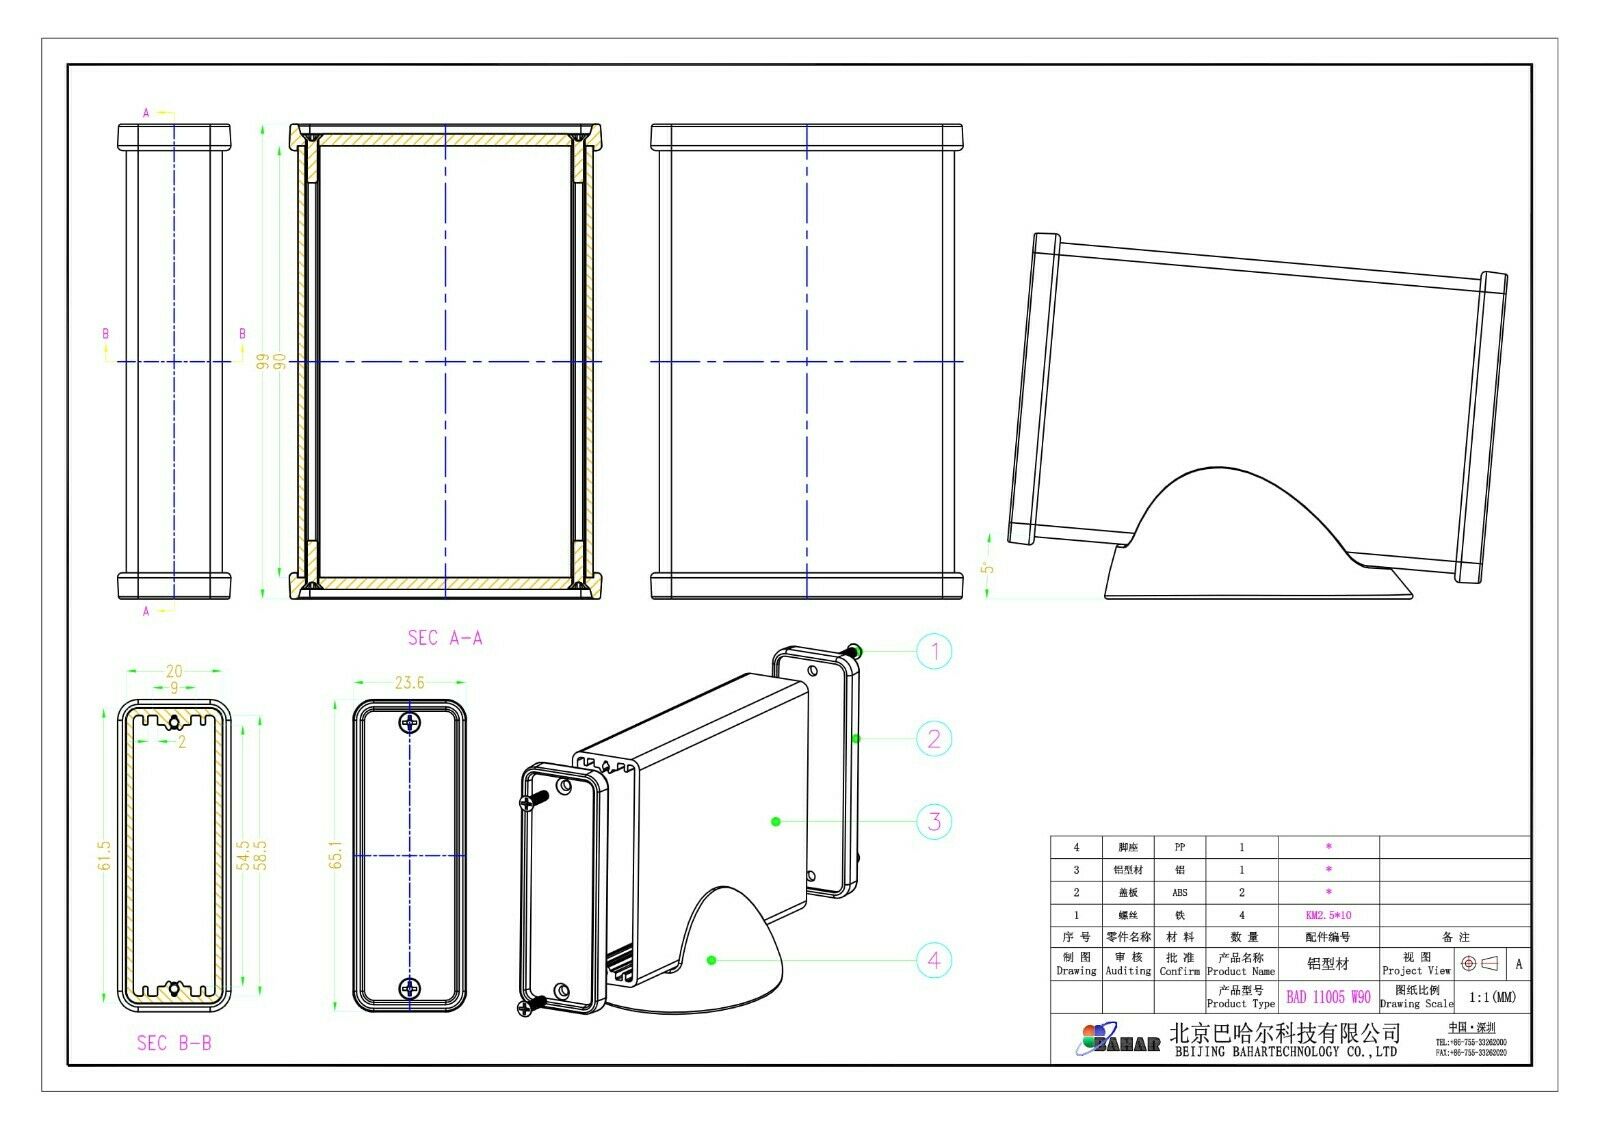 A
B
B
99
90
5°
A
SEC A-A
20
9
2
61.5
54.5
58.5
SEC B-B
23.6
65.1
1
2
3
4
4 脚座 PP 1 *
3 铝型材 铝 1 *
2 盖板 ABS 2 *
1 螺丝 铁 4 KM2.5*10
序 号 零件名称 材 料 数 量 配件编号 备 注
制 图 审 核 批 准 产品名称 铝型材 视 图 A
Drawing Auditing Confirm Product Name Project View
产品型号 BAD 11005 W90 图纸比例 1:1(MM)
Product Type Drawing Scale
BAHAR 北京巴哈尔科技有限公司 中国·深圳
BEIJING BAHARTECHNOLOGY CO.,LTD
TEL:+86-755-33262000
FAX:+86-755-33262020